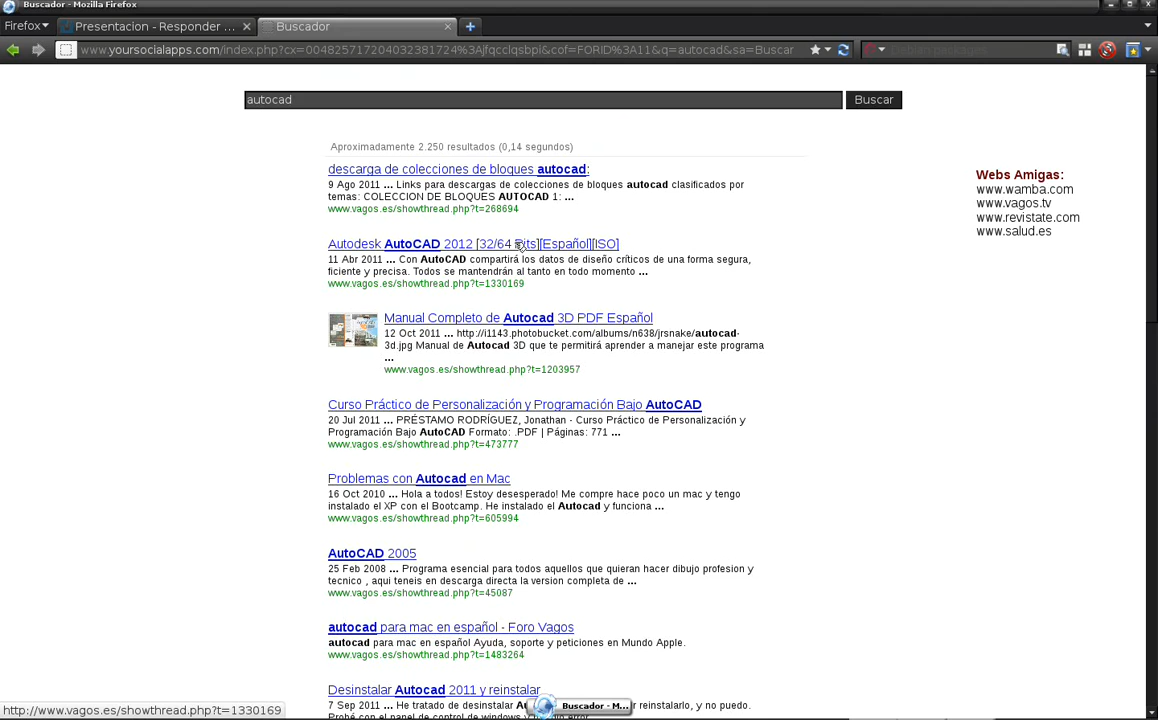 Buscador - Mozilla Firefox
Firefox
Presentacion - Responder ...
Buscador
www.yoursocialapps.com/index.php?cx=004825717204032381724%3Ajfqcclqsbpi&cof=FORID%3A11&q=autocad&sa=Buscar
Debian packages
autocad
Buscar
Aproximadamente 2.250 resultados (0,14 segundos)
descarga de colecciones de bloques autocad:
9 Ago 2011 ... Links para descargas de colecciones de bloques autocad clasificados por
temas: COLECCION DE BLOQUES AUTOCAD 1: ...
www.vagos.es/showthread.php?t=268694
Autodesk AutoCAD 2012 [32/64 Bits][Español][ISO]
11 Abr 2011 ... Con AutoCAD compartirá los datos de diseño críticos de una forma segura,
ficiente y precisa. Todos se mantendrán al tanto en todo momento ...
www.vagos.es/showthread.php?t=1330169
Manual Completo de Autocad 3D PDF Español
12 Oct 2011 ... http://i1143.photobucket.com/albums/n638/jrsnake/autocad-
3d.jpg Manual de Autocad 3D que te permitirá aprender a manejar este programa
...
www.vagos.es/showthread.php?t=1203957
Curso Práctico de Personalización y Programación Bajo AutoCAD
20 Jul 2011 ... PRÉSTAMO RODRÍGUEZ, Jonathan - Curso Práctico de Personalización y
Programación Bajo AutoCAD Formato: .PDF | Páginas: 771 ...
www.vagos.es/showthread.php?t=473777
Problemas con Autocad en Mac
16 Oct 2010 ... Hola a todos! Estoy desesperado! Me compre hace poco un mac y tengo
instalado el XP con el Bootcamp. He instalado el Autocad y funciona ...
www.vagos.es/showthread.php?t=605994
AutoCAD 2005
25 Feb 2008 ... Programa esencial para todos aquellos que quieran hacer dibujo profesion y
tecnico , aqui teneis en descarga directa la version completa de ...
www.vagos.es/showthread.php?t=45087
autocad para mac en español - Foro Vagos
autocad para mac en español Ayuda, soporte y peticiones en Mundo Apple.
www.vagos.es/showthread.php?t=1483264
Desinstalar Autocad 2011 y reinstalar
7 Sep 2011 ... He tratado de desinstalar reinstalarlo, y no puedo.
Probé con el panel de control de windows
Webs Amigas:
www.wamba.com
www.vagos.tv
www.revistate.com
www.salud.es
http://www.vagos.es/showthread.php?t=1330169
Buscador - M...